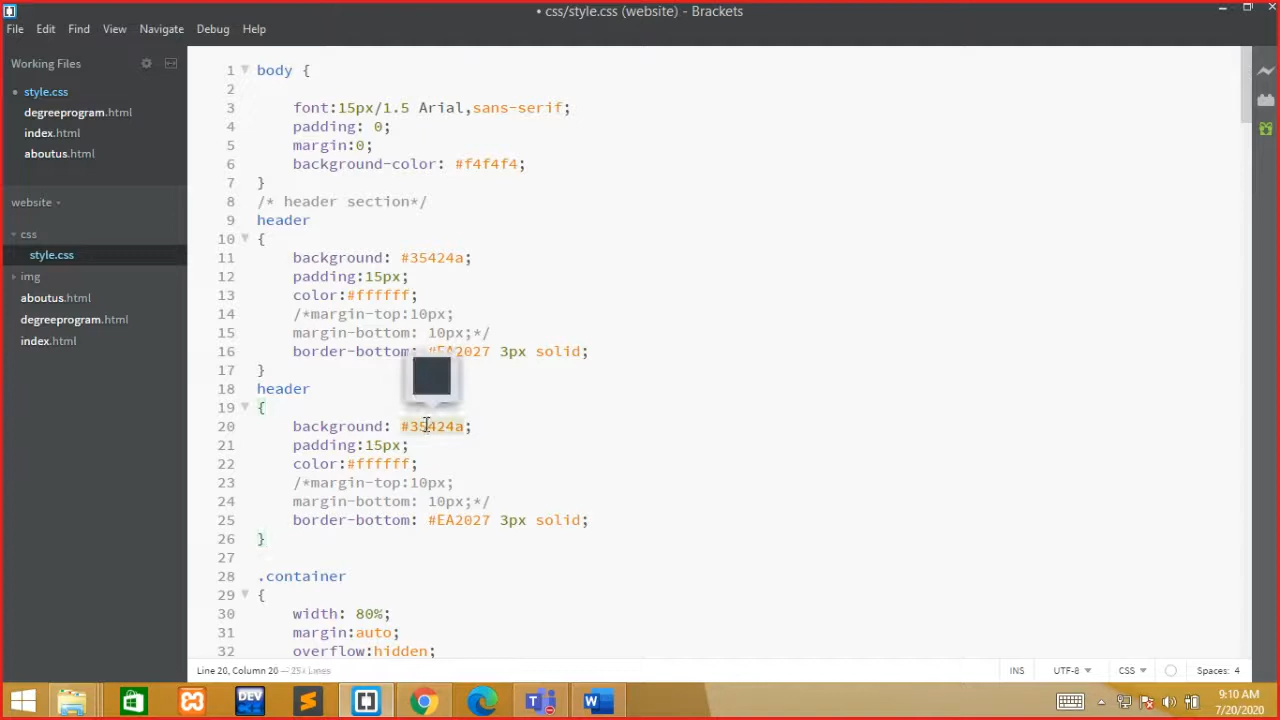 • css/style.css (website) - Brackets
File Edit Find View Navigate Debug Help
Working Files
• style.css
degreeprogram.html
index.html
aboutus.html
website
css
style.css
img
aboutus.html
degreeprogram.html
index.html
1 body {
2
3 font:15px/1.5 Arial,sans-serif;
4 padding: 0;
5 margin:0;
6 background-color: #f4f4f4;
7 }
8 /* header section*/
9 header
10 {
11 background: #35424a;
12 padding:15px;
13 color:#ffffff;
14 /*margin-top:10px;
15 margin-bottom: 10px;*/
16 border-bottom: #EA2027 3px solid;
17 }
18 header
19 {
20 background: #35424a;
21 padding:15px;
22 color:#ffffff;
23 /*margin-top:10px;
24 margin-bottom: 10px;*/
25 border-bottom: #EA2027 3px solid;
26 }
27
28 .container
29 {
30 width: 80%;
31 margin:auto;
32 overflow:hidden;
Line 20, Column 20 —
Lines
INS UTF-8 CSS Spaces: 4
DEV
9:10 AM
7/20/2020